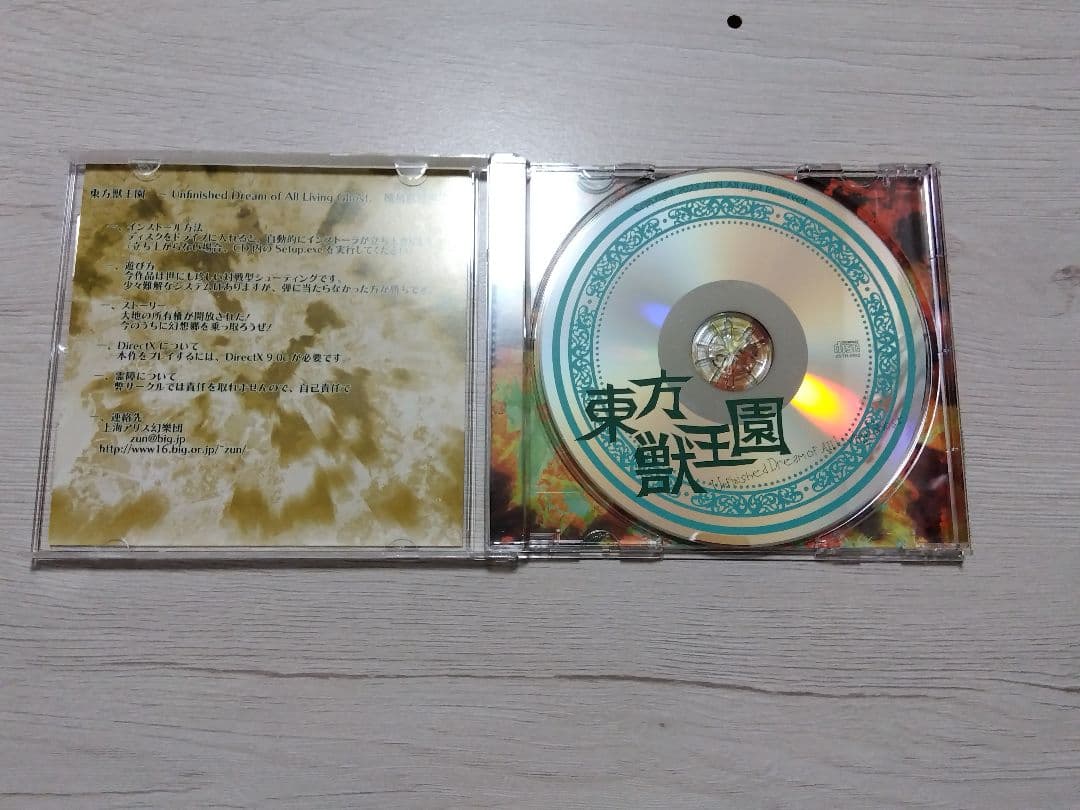 東方獣王園 ~ Unfinished Dream of All Living Ghost.
一、インストール方法
ディスクをドライブに入れると、自動的にインストーラが立ち上がります
(立ち上がらない場合、CD内の Setup.exe を実行してください)
一、遊び方
今作品は世にも珍しい対戦型シューティングです。
少々難解なシステムはありますが、弾に当たらなかった方が勝ちです。
一、ストーリー
大地の所有権が開放された!
今のうちに幻想郷を乗っ取ろうぜ!
一、DirectX について
本作をプレイするには、DirectX 9.0c が必要です。
一、霊障について
弊サークルでは責任を取れませんので、自己責任で
一、連絡先
上海アリス幻樂団
zun@big.jp
http://www16.big.or.jp/~zun/
ZUN All right Reserved
disc
東方
獣王園
Unfinished Dream of All